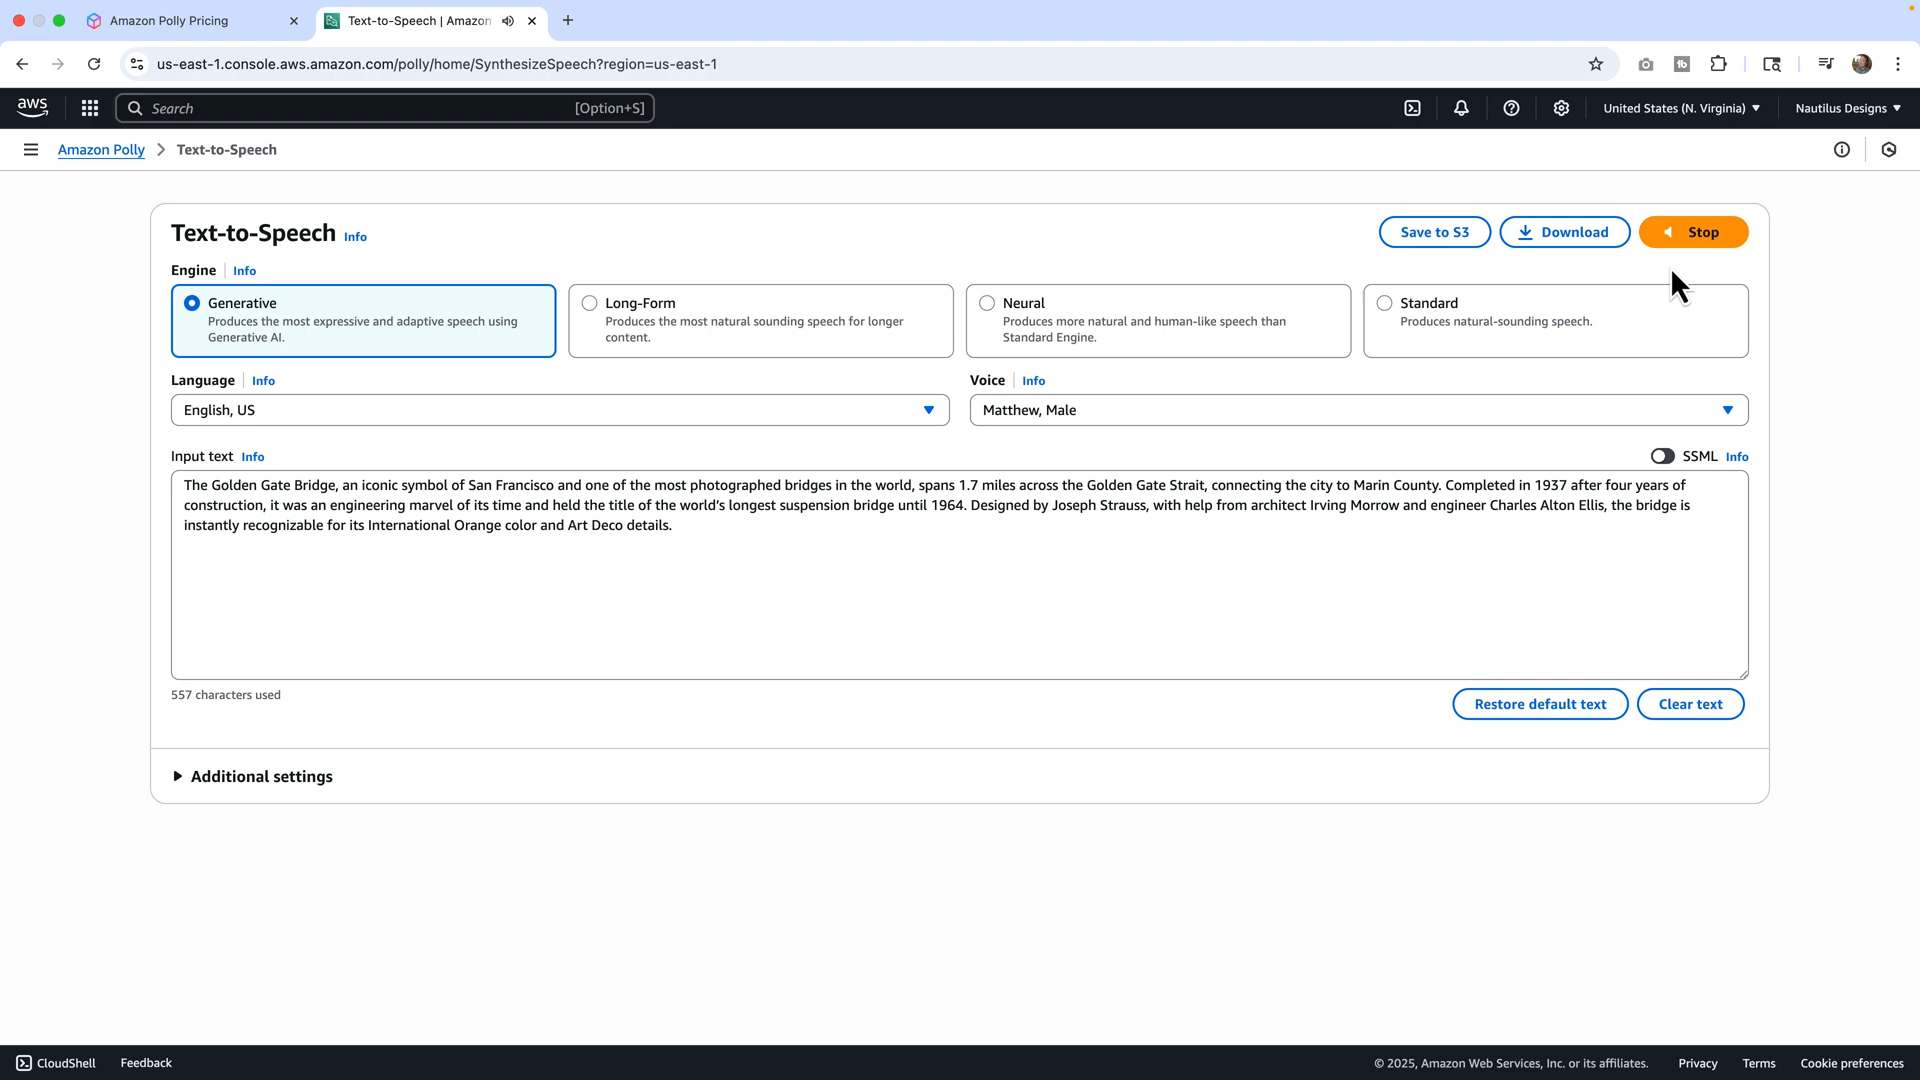 Amazon Polly Pricing
Text-to-Speech | Amazon
us-east-1.console.aws.amazon.com/polly/home/SynthesizeSpeech?region=us-east-1
aws
Search [Option+S]
United States (N. Virginia)
Nautilus Designs
Amazon Polly
Text-to-Speech
Text-to-Speech Info
Save to S3
Download
Stop
Engine Info
Generative
Produces the most expressive and adaptive speech using
Generative AI.
Long-Form
Produces the most natural sounding speech for longer
content.
Neural
Produces more natural and human-like speech than
Standard Engine.
Standard
Produces natural-sounding speech.
Language Info
English, US
Voice Info
Matthew, Male
Input text Info
SSML Info
The Golden Gate Bridge, an iconic symbol of San Francisco and one of the most photographed bridges in the world, spans 1.7 miles across the Golden Gate Strait, connecting the city to Marin County. Completed in 1937 after four years of
construction, it was an engineering marvel of its time and held the title of the world's longest suspension bridge until 1964. Designed by Joseph Strauss, with help from architect Irving Morrow and engineer Charles Alton Ellis, the bridge is
instantly recognizable for its International Orange color and Art Deco details.
557 characters used
Restore default text
Clear text
Additional settings
CloudShell
Feedback
© 2025, Amazon Web Services, Inc. or its affiliates.
Privacy
Terms
Cookie preferences